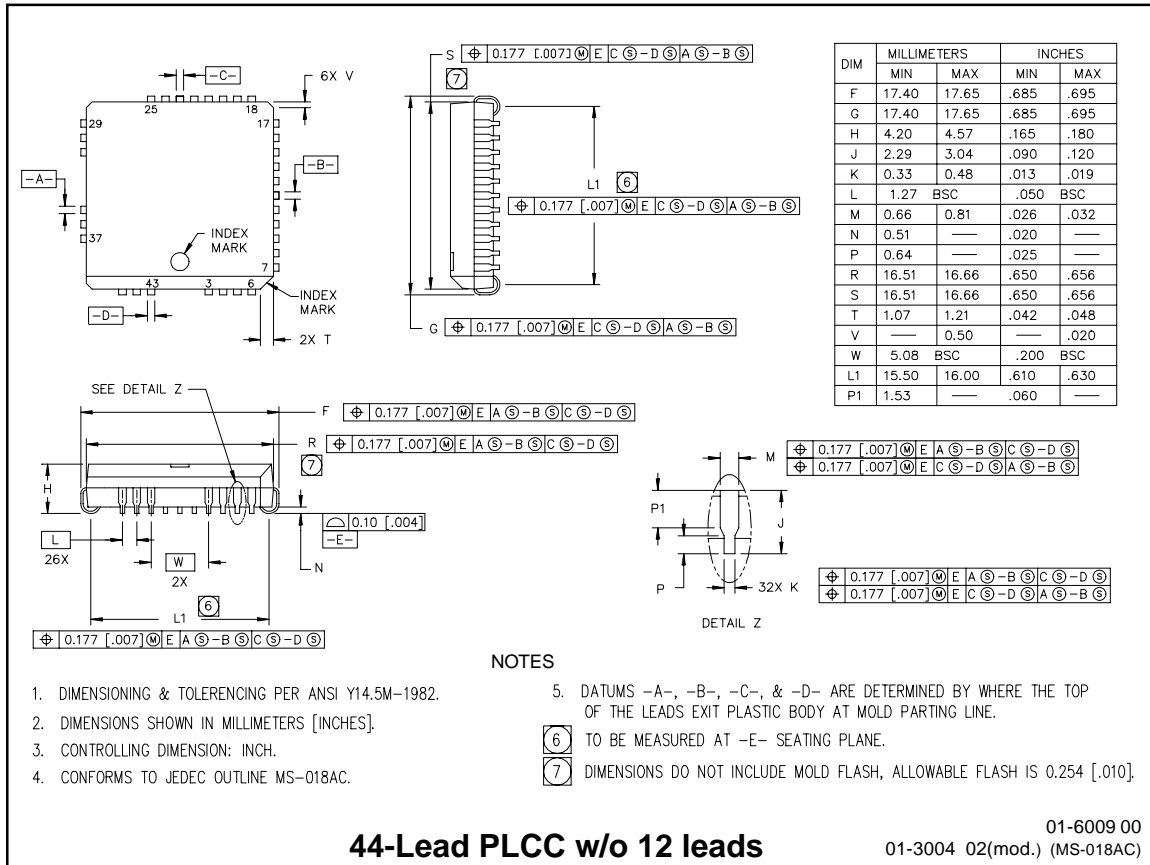 -C-
6X V
25
18
29
17
-A-
-B-
37
INDEX
MARK
7
43
3
6
INDEX
MARK
-D-
2X T
S ⌖ 0.177 [.007] Ⓜ E C Ⓢ -D Ⓢ A Ⓢ -B Ⓢ
7
L1 6
⌖ 0.177 [.007] Ⓜ E C Ⓢ -D Ⓢ A Ⓢ -B Ⓢ
G ⌖ 0.177 [.007] Ⓜ E C Ⓢ -D Ⓢ A Ⓢ -B Ⓢ
DIM MILLIMETERS INCHES
MIN MAX MIN MAX
F 17.40 17.65 .685 .695
G 17.40 17.65 .685 .695
H 4.20 4.57 .165 .180
J 2.29 3.04 .090 .120
K 0.33 0.48 .013 .019
L 1.27 BSC .050 BSC
M 0.66 0.81 .026 .032
N 0.51 — .020 —
P 0.64 — .025 —
R 16.51 16.66 .650 .656
S 16.51 16.66 .650 .656
T 1.07 1.21 .042 .048
V — 0.50 — .020
W 5.08 BSC .200 BSC
L1 15.50 16.00 .610 .630
P1 1.53 — .060 —
SEE DETAIL Z
F ⌖ 0.177 [.007] Ⓜ E A Ⓢ -B Ⓢ C Ⓢ -D Ⓢ
R ⌖ 0.177 [.007] Ⓜ E A Ⓢ -B Ⓢ C Ⓢ -D Ⓢ
7
H
⌓ 0.10 [.004]
-E-
L
26X
W
2X
N
L1 6
⌖ 0.177 [.007] Ⓜ E A Ⓢ -B Ⓢ C Ⓢ -D Ⓢ
M
⌖ 0.177 [.007] Ⓜ E A Ⓢ -B Ⓢ C Ⓢ -D Ⓢ
⌖ 0.177 [.007] Ⓜ E C Ⓢ -D Ⓢ A Ⓢ -B Ⓢ
P1
J
P
32X K
⌖ 0.177 [.007] Ⓜ E A Ⓢ -B Ⓢ C Ⓢ -D Ⓢ
⌖ 0.177 [.007] Ⓜ E C Ⓢ -D Ⓢ A Ⓢ -B Ⓢ
DETAIL Z
NOTES
1. DIMENSIONING & TOLERENCING PER ANSI Y14.5M-1982.
2. DIMENSIONS SHOWN IN MILLIMETERS [INCHES].
3. CONTROLLING DIMENSION: INCH.
4. CONFORMS TO JEDEC OUTLINE MS-018AC.
5. DATUMS -A-, -B-, -C-, & -D- ARE DETERMINED BY WHERE THE TOP
OF THE LEADS EXIT PLASTIC BODY AT MOLD PARTING LINE.
6 TO BE MEASURED AT -E- SEATING PLANE.
7 DIMENSIONS DO NOT INCLUDE MOLD FLASH, ALLOWABLE FLASH IS 0.254 [.010].
44-Lead PLCC w/o 12 leads
01-6009 00
01-3004 02(mod.) (MS-018AC)